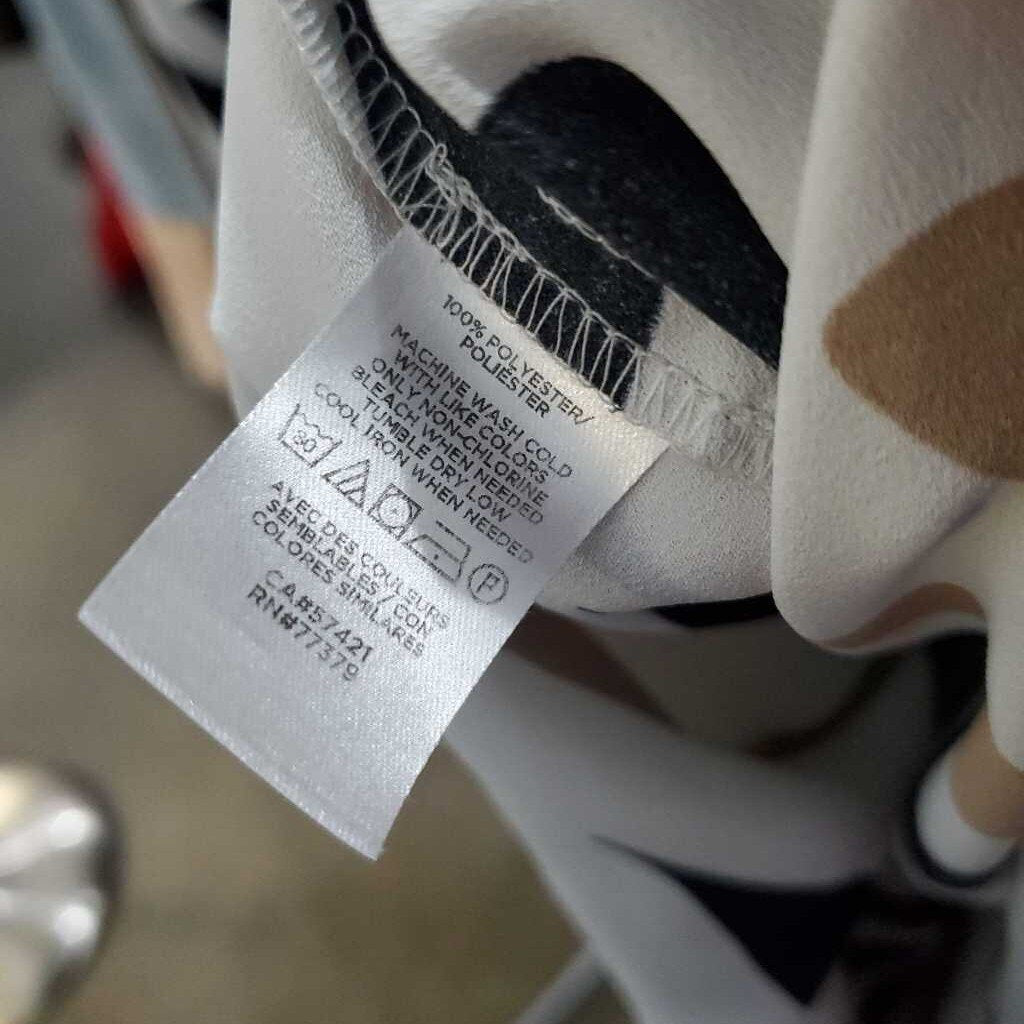 100% POLYESTER/
POLIÉSTER
MACHINE WASH COLD
WITH LIKE COLORS
ONLY NON-CHLORINE
BLEACH WHEN NEEDED
TUMBLE DRY LOW
COOL IRON WHEN NEEDED
30 P
AVEC DES COULEURS
SEMBLABLES/ CON
COLORES SIMILARES
CA#57421
RN#77379